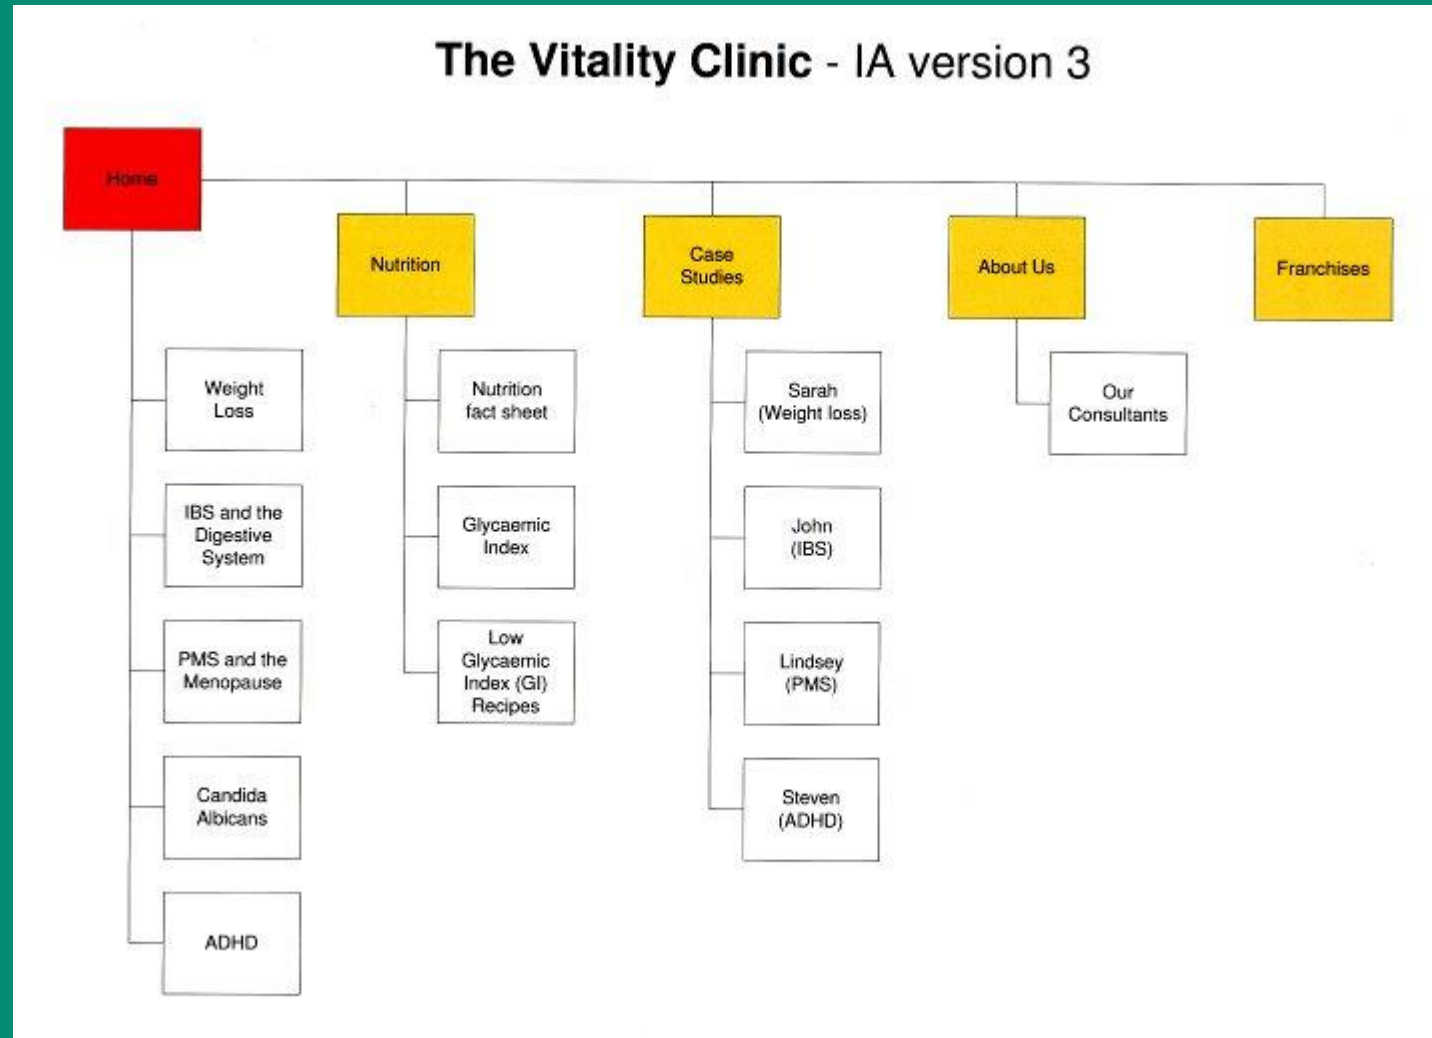 The Vitality Clinic - IA version 3
Home
Nutrition
Case
Studies
About Us
Franchises
Weight
Loss
IBS and the
Digestive
System
PMS and the
Menopause
Candida
Albicans
ADHD
Nutrition
fact sheet
Glycaemic
Index
Low
Glycaemic
Index (GI)
Recipes
Sarah
(Weight loss)
John
(IBS)
Lindsey
(PMS)
Steven
(ADHD)
Our
Consultants